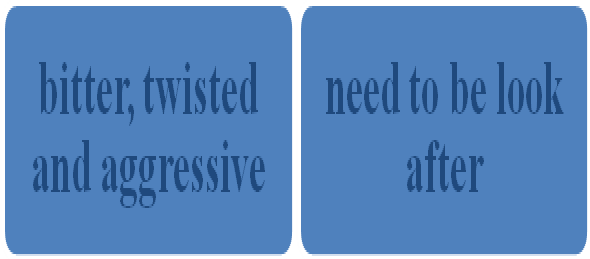 bitter, twisted
and aggressive
need to be look
after